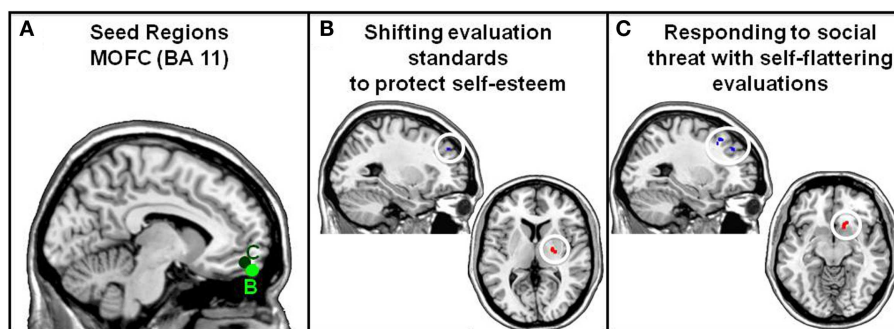 A
Seed Regions
MOFC (BA 11)
C
B
B
Shifting evaluation
standards
to protect self-esteem
C
Responding to social
threat with self-flattering
evaluations